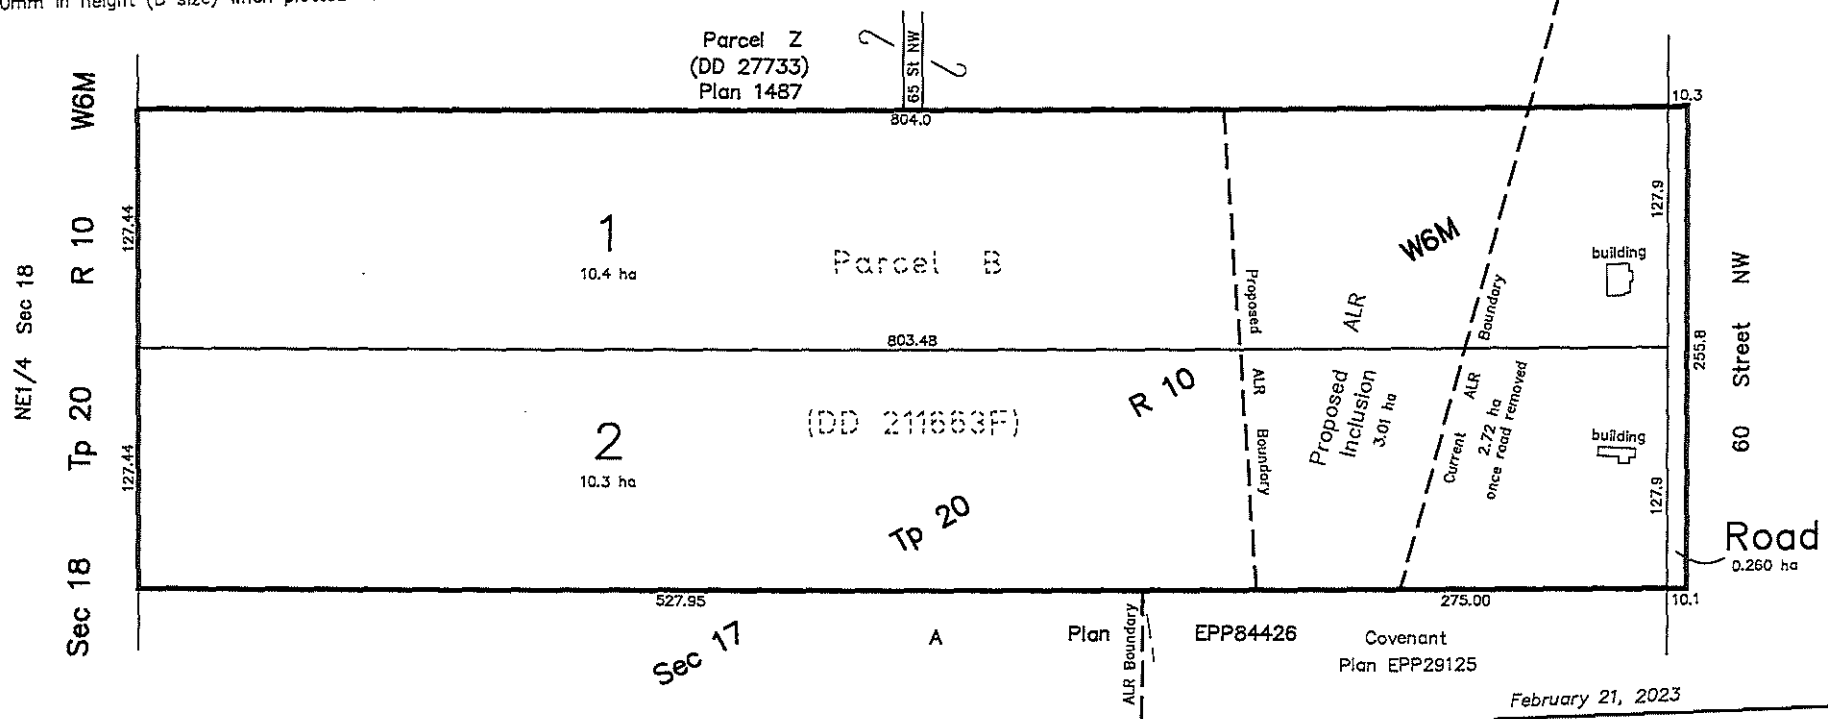 Parcel Z
(DD 27733)
Plan 1487
65 St NW
10.3
804.0
W6M
R 10
Tp 20
Sec 18
NE1/4 Sec 18
127.44
127.44
1
10.4 ha
Parcel B
803.48
2
10.3 ha
(DD 211663F)
R 10
Tp 20
Sec 17
W6M
Proposed ALR Boundary
ALR
Proposed
Inclusion
3.01 ha
Current ALR Boundary
2.72 ha
once road removed
building
building
127.9
127.9
255.8
60 Street NW
Road
0.260 ha
527.95
275.00
10.1
A
Plan EPP84426
ALR Boundary
Covenant
Plan EPP29125
February 21, 2023